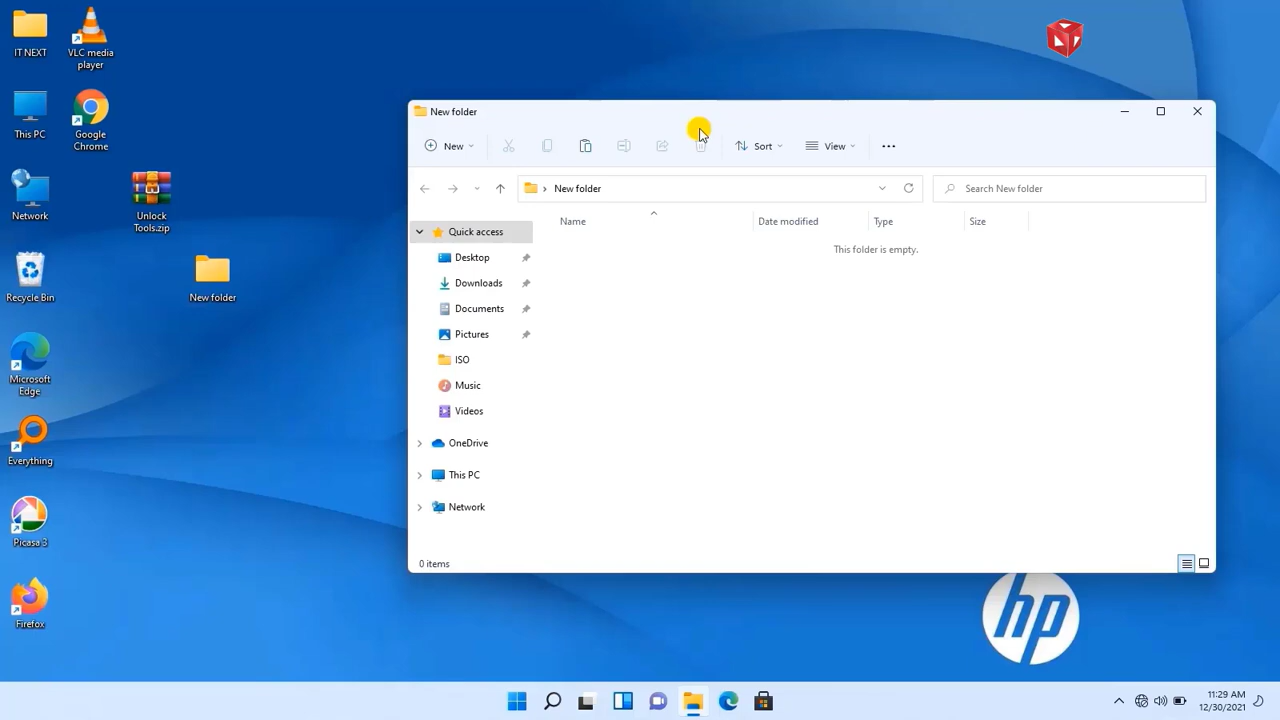 IT NEXT
VLC media
player
This PC
Google
Chrome
Network
Unlock
Tools.zip
Recycle Bin
New folder
Microsoft
Edge
Everything
Picasa 3
Firefox
New folder
New
Sort
View
New folder
Search New folder
Name
Date modified
Type
Size
This folder is empty.
Quick access
Desktop
Downloads
Documents
Pictures
ISO
Music
Videos
OneDrive
This PC
Network
0 items
hp
11:29 AM
12/30/2021